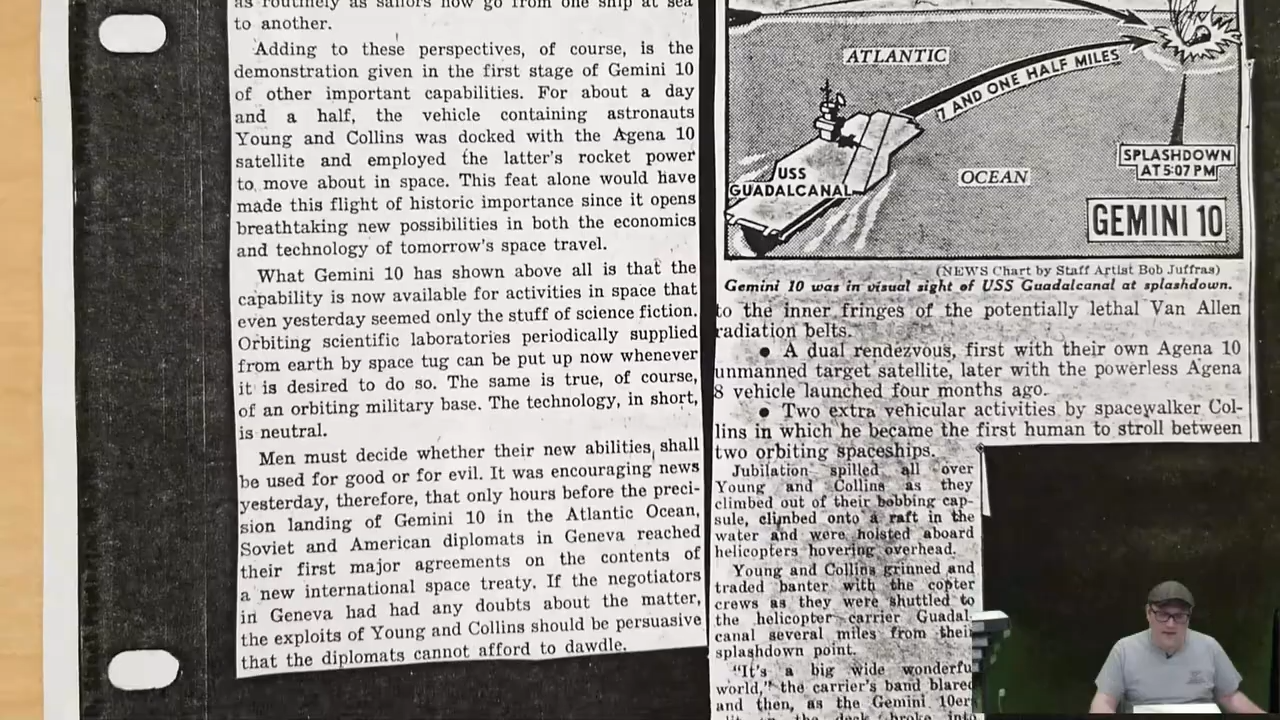 as routinely as sailors now go from one ship at sea
to another.
Adding to these perspectives, of course, is the
demonstration given in the first stage of Gemini 10
of other important capabilities. For about a day
and a half, the vehicle containing astronauts
Young and Collins was docked with the Agena 10
satellite and employed the latter's rocket power
to move about in space. This feat alone would have
made this flight of historic importance since it opens
breathtaking new possibilities in both the economics
and technology of tomorrow's space travel.
What Gemini 10 has shown above all is that the
capability is now available for activities in space that
even yesterday seemed only the stuff of science fiction.
Orbiting scientific laboratories periodically supplied
from earth by space tug can be put up now whenever
it is desired to do so. The same is true, of course,
of an orbiting military base. The technology, in short,
is neutral.
Men must decide whether their new abilities shall
be used for good or for evil. It was encouraging news
yesterday, therefore, that only hours before the preci-
sion landing of Gemini 10 in the Atlantic Ocean,
Soviet and American diplomats in Geneva reached
their first major agreements on the contents of
a new international space treaty. If the negotiators
in Geneva had had any doubts about the matter,
the exploits of Young and Collins should be persuasive
that the diplomats cannot afford to dawdle.
ATLANTIC
7 AND ONE HALF MILES
USS
GUADALCANAL
OCEAN
SPLASHDOWN
AT 5:07 PM
GEMINI 10
(NEWS Chart by Staff Artist Bob Juffras)
Gemini 10 was in visual sight of USS Guadalcanal at splashdown.
to the inner fringes of the potentially lethal Van Allen
radiation belts.
● A dual rendezvous, first with their own Agena 10
unmanned target satellite, later with the powerless Agena
8 vehicle launched four months ago.
● Two extra vehicular activities by spacewalker Col-
lins in which he became the first human to stroll between
two orbiting spaceships.
Jubilation spilled all over
Young and Collins as they
climbed out of their bobbing cap-
sule, climbed onto a raft in the
water and were hoisted aboard
helicopters hovering overhead.
Young and Collins grinned and
traded banter with the copter
crews as they were shuttled to
the helicopter carrier Guadal-
canal several miles from their
splashdown point.
"It's a big wide wonderfu
world," the carrier's band blared
and then, as the Gemini 10er
the deck broke into